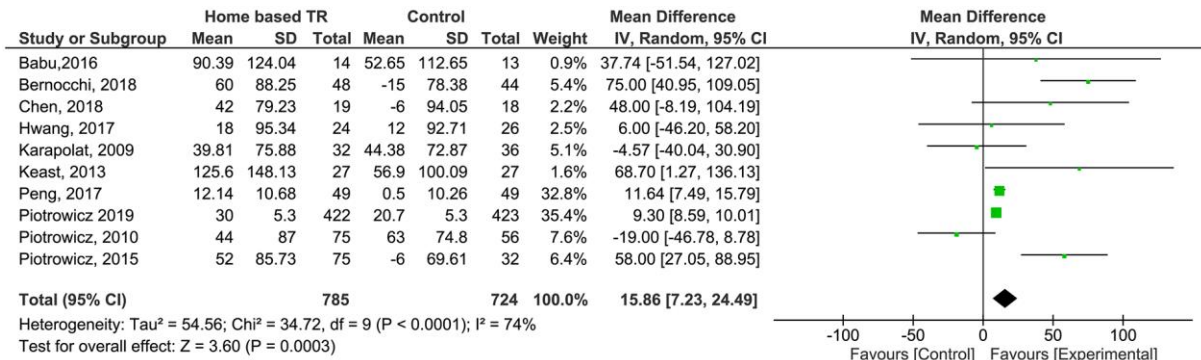 Home based TR Control Mean Difference Mean Difference
Study or Subgroup Mean SD Total Mean SD Total Weight IV, Random, 95% CI IV, Random, 95% CI
Babu,2016 90.39 124.04 14 52.65 112.65 13 0.9% 37.74 [-51.54, 127.02]
Bernocchi, 2018 60 88.25 48 -15 78.38 44 5.4% 75.00 [40.95, 109.05]
Chen, 2018 42 79.23 19 -6 94.05 18 2.2% 48.00 [-8.19, 104.19]
Hwang, 2017 18 95.34 24 12 92.71 26 2.5% 6.00 [-46.20, 58.20]
Karapolat, 2009 39.81 75.88 32 44.38 72.87 36 5.1% -4.57 [-40.04, 30.90]
Keast, 2013 125.6 148.13 27 56.9 100.09 27 1.6% 68.70 [1.27, 136.13]
Peng, 2017 12.14 10.68 49 0.5 10.26 49 32.8% 11.64 [7.49, 15.79]
Piotrowicz 2019 30 5.3 422 20.7 5.3 423 35.4% 9.30 [8.59, 10.01]
Piotrowicz, 2010 44 87 75 63 74.8 56 7.6% -19.00 [-46.78, 8.78]
Piotrowicz, 2015 52 85.73 75 -6 69.61 32 6.4% 58.00 [27.05, 88.95]
Total (95% CI) 785 724 100.0% 15.86 [7.23, 24.49]
Heterogeneity: Tau² = 54.56; Chi² = 34.72, df = 9 (P < 0.0001); I² = 74%
Test for overall effect: Z = 3.60 (P = 0.0003)
-100 -50 0 50 100
Favours [Control] Favours [Experimental]